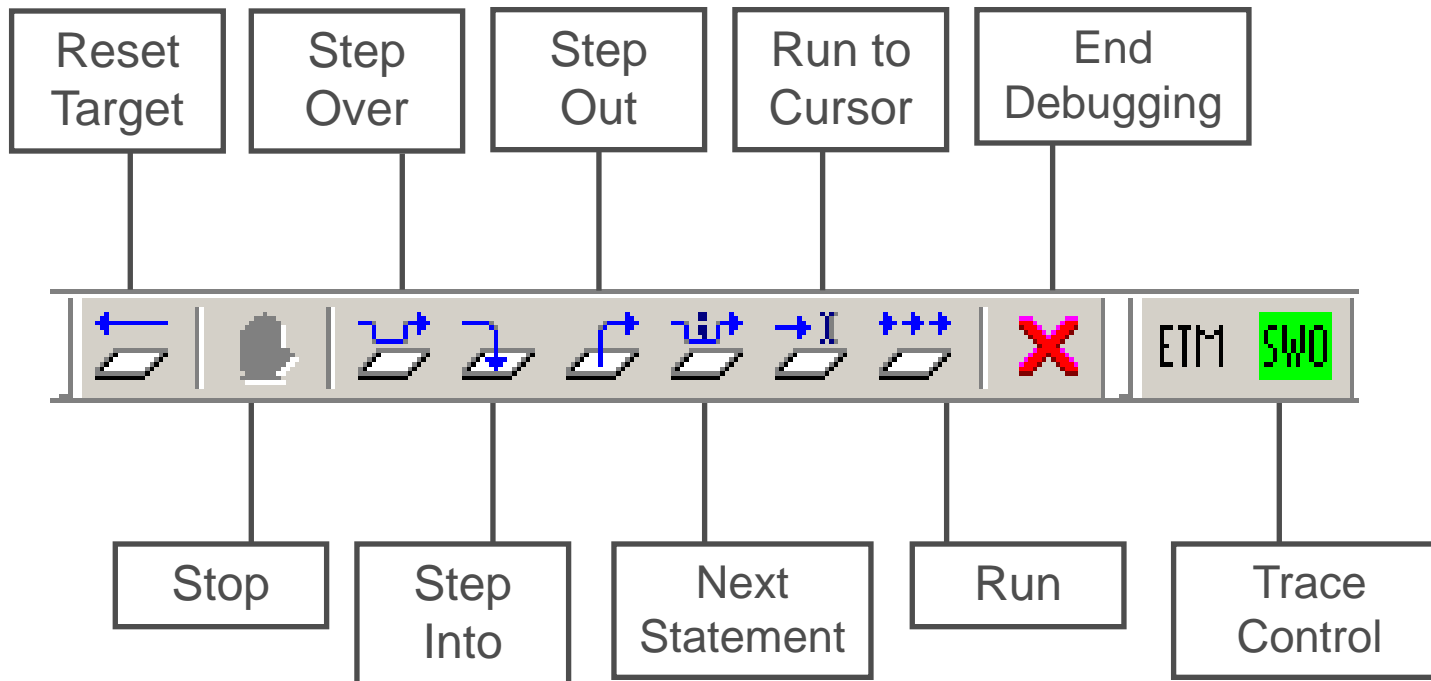 Reset
Target
Step
Over
Step
Out
Run to
Cursor
End
Debugging
ETM SWO
Stop
Step
Into
Next
Statement
Run
Trace
Control